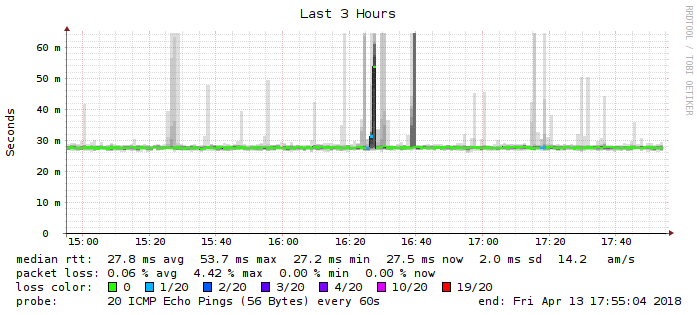 Last 3 Hours
RRDTOOL / TOBI OETIKER
Seconds
60 m
50 m
40 m
30 m
20 m
10 m
0
15:00 15:20 15:40 16:00 16:20 16:40 17:00 17:20 17:40
median rtt: 27.8 ms avg 53.7 ms max 27.2 ms min 27.5 ms now 2.0 ms sd 14.2 am/s
packet loss: 0.06 % avg 4.42 % max 0.00 % min 0.00 % now
loss color: 0 1/20 2/20 3/20 4/20 10/20 19/20
probe: 20 ICMP Echo Pings (56 Bytes) every 60s end: Fri Apr 13 17:55:04 2018